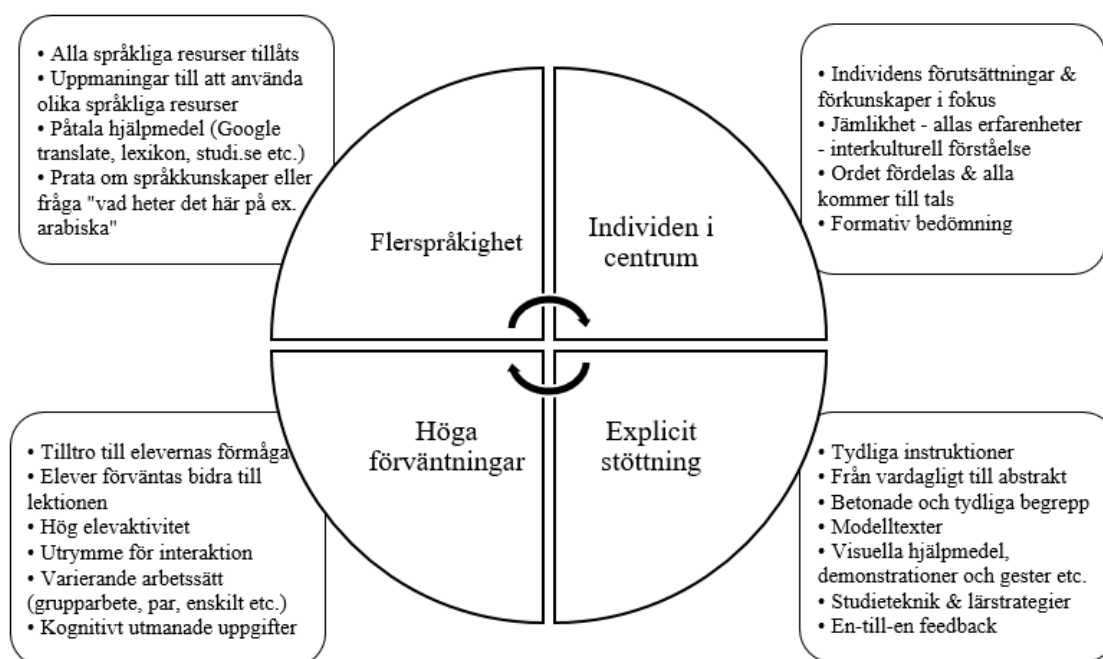 • Alla språkliga resurser tillåts
• Uppmaningar till att använda
olika språkliga resurser
• Påtala hjälpmedel (Google
translate, lexikon, studi.se etc.)
• Prata om språkkunskaper eller
fråga "vad heter det här på ex.
arabiska"
• Individens förutsättningar &
förkunskaper i fokus
• Jämlikhet - allas erfarenheter
- interkulturell förståelse
• Ordet fördelas & alla
kommer till tals
• Formativ bedömning
Flerspråkighet
Individen i
centrum
Höga
förväntningar
Explicit
stöttning
• Tilltro till elevernas förmåga
• Elever förväntas bidra till
lektionen
• Hög elevaktivitet
• Utrymme för interaktion
• Varierande arbetssätt
(grupparbete, par, enskilt etc.)
• Kognitivt utmanade uppgifter
• Tydliga instruktioner
• Från vardagligt till abstrakt
• Betonade och tydliga begrepp
• Modelltexter
• Visuella hjälpmedel,
demonstrationer och gester etc.
• Studieteknik & lärstrategier
• En-till-en feedback